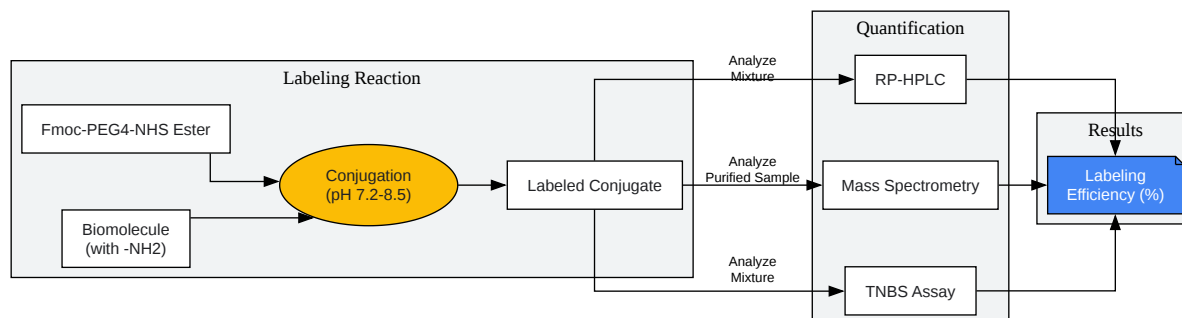 Labeling Reaction
Fmoc-PEG4-NHS Ester
Biomolecule
(with -NH2)
Conjugation
(pH 7.2-8.5)
Labeled Conjugate
Analyze
Mixture
Analyze
Purified Sample
Analyze
Mixture
Quantification
RP-HPLC
Mass Spectrometry
TNBS Assay
Results
Labeling
Efficiency (%)